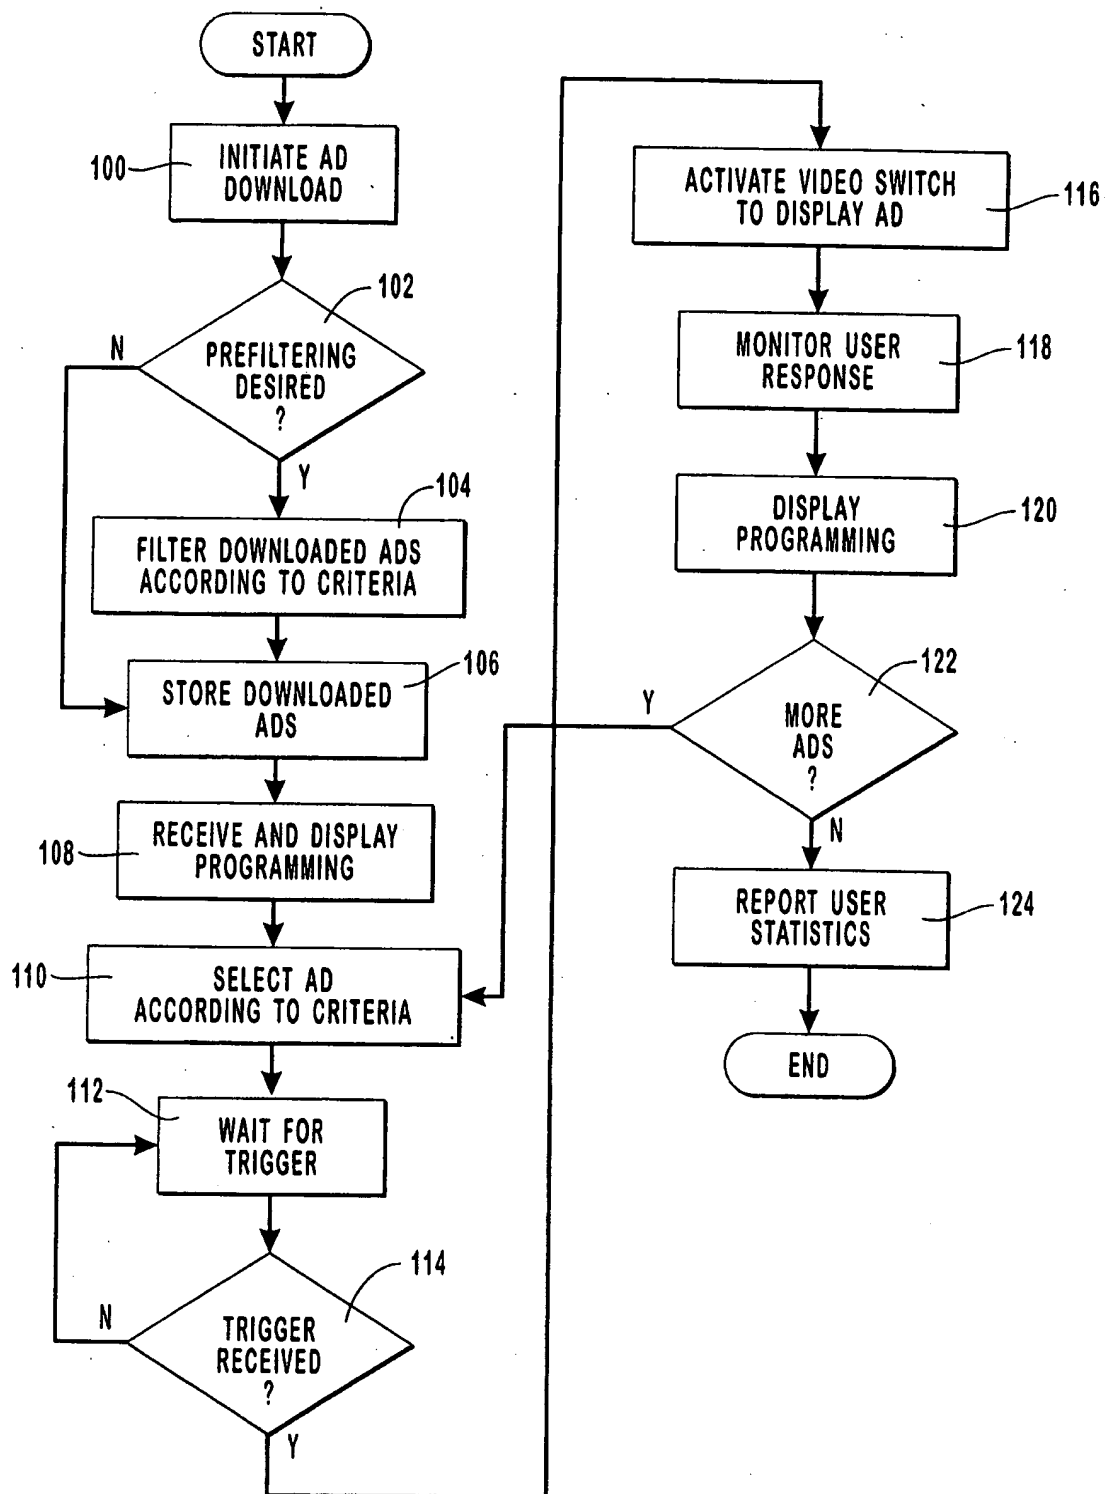 START
100
INITIATE AD
DOWNLOAD
102
N
PREFILTERING
DESIRED
?
Y
104
FILTER DOWNLOADED ADS
ACCORDING TO CRITERIA
106
STORE DOWNLOADED
ADS
108
RECEIVE AND DISPLAY
PROGRAMMING
110
SELECT AD
ACCORDING TO CRITERIA
112
WAIT FOR
TRIGGER
114
N
TRIGGER
RECEIVED
?
Y
ACTIVATE VIDEO SWITCH
TO DISPLAY AD
116
MONITOR USER
RESPONSE
118
DISPLAY
PROGRAMMING
120
122
Y
MORE
ADS
?
N
REPORT USER
STATISTICS
124
END